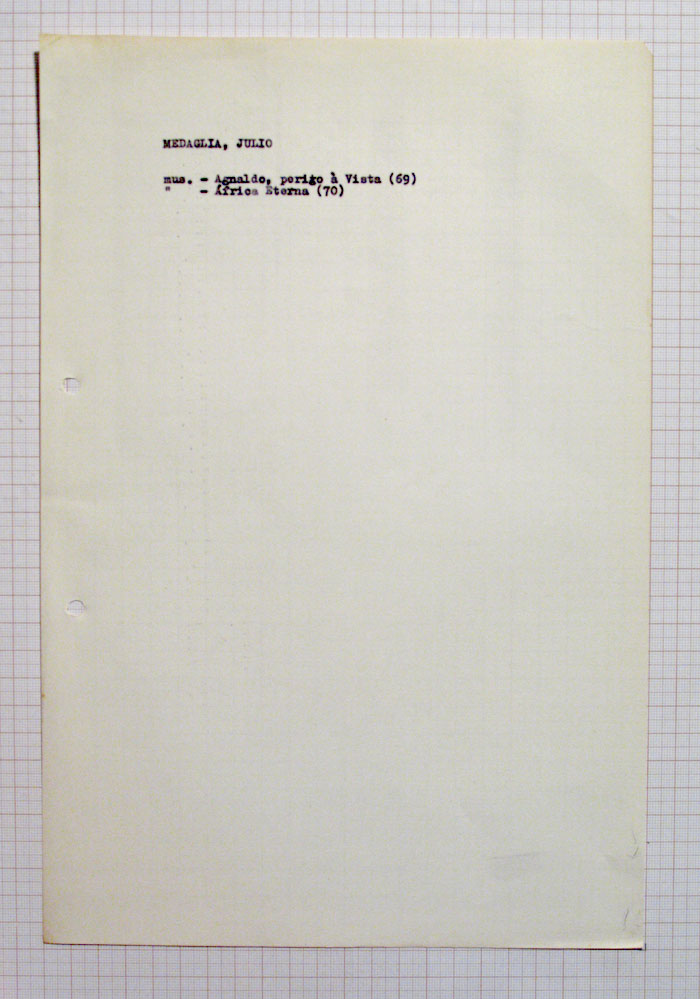 MEDAGLIA, JULIO
mus. - Agnaldo, perigo à Vista (69)
" - África Eterna (70)